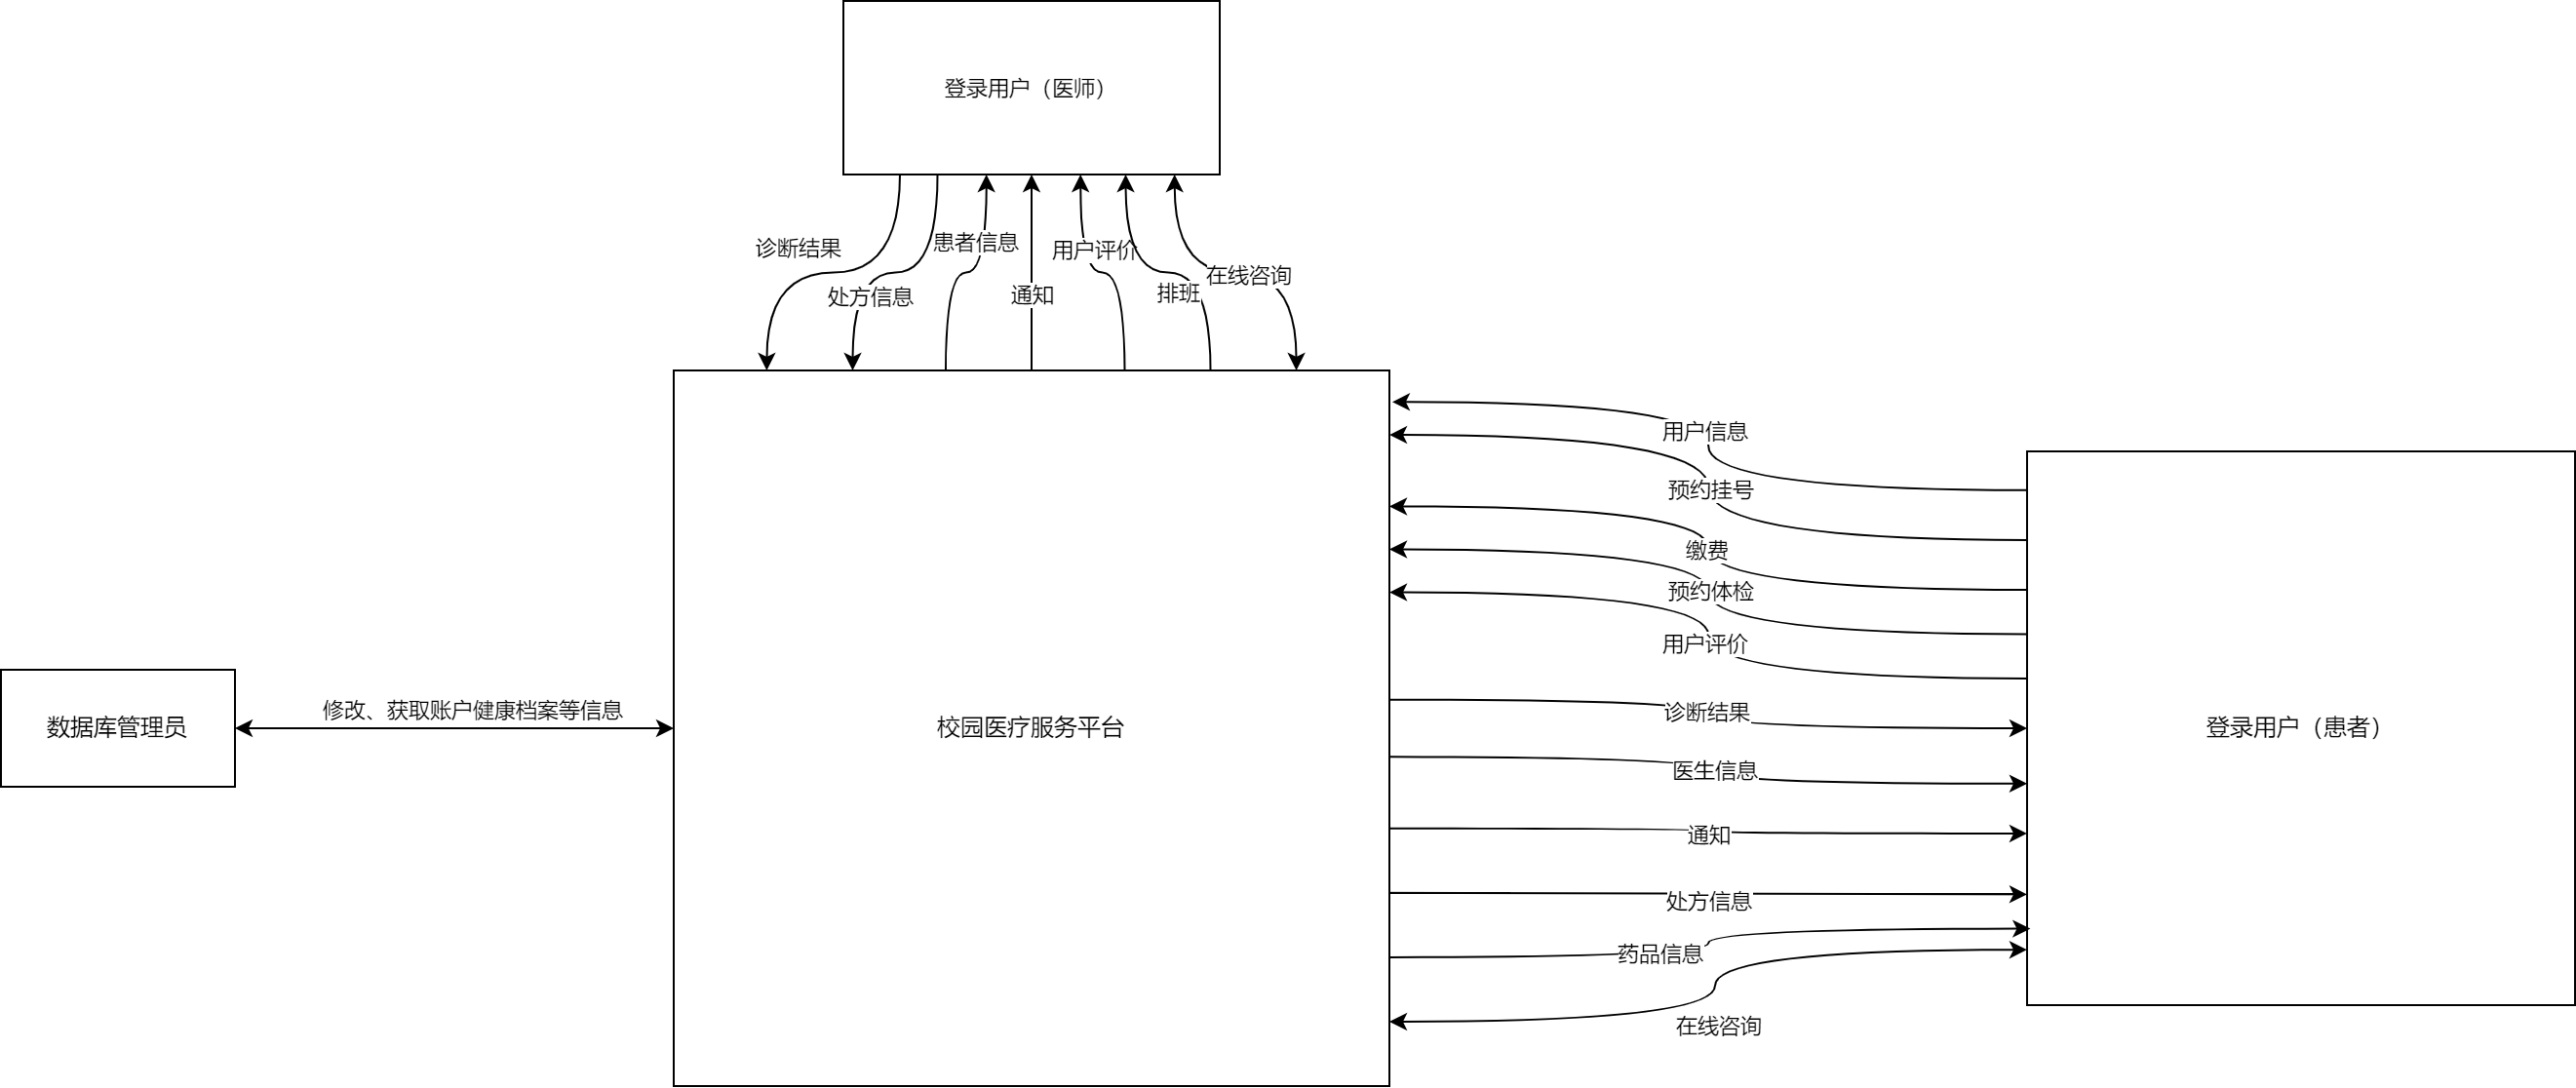 登录用户（医师）
诊断结果
处方信息
患者信息
通知
用户评价
排班
在线咨询
用户信息
预约挂号
缴费
预约体检
用户评价
诊断结果
医生信息
通知
处方信息
药品信息
在线咨询
修改、获取账户健康档案等信息
数据库管理员
校园医疗服务平台
登录用户（患者）